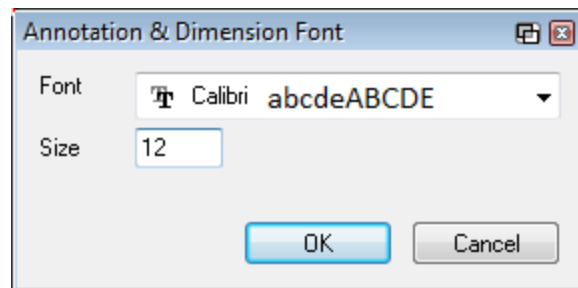 Annotation & Dimension Font
Font Calibri abcdeABCDE
Size 12
OK Cancel